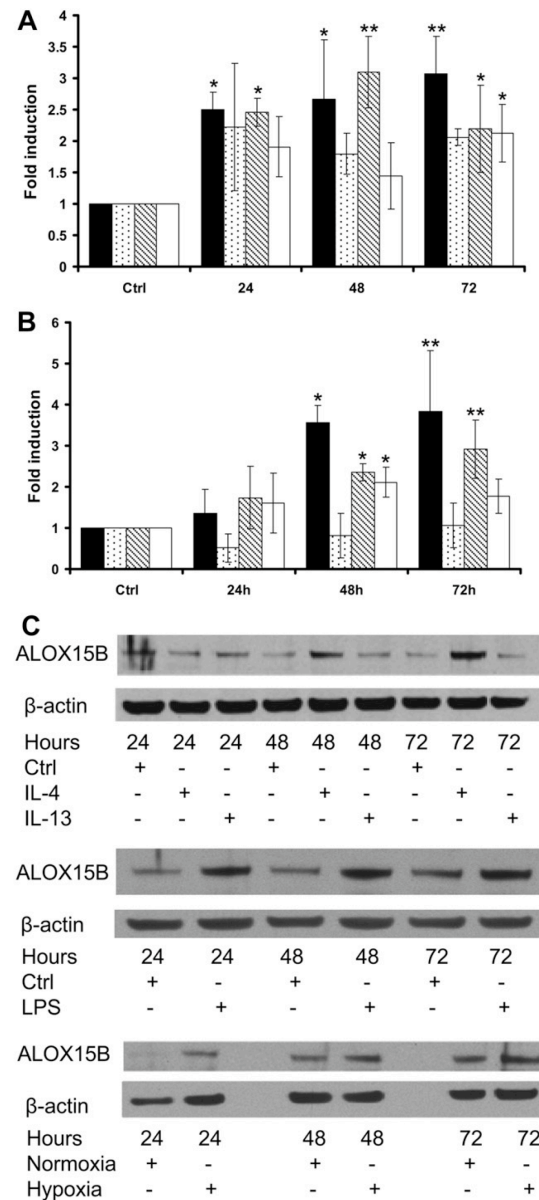 A
4
3.5
3
2.5
2
1.5
1
0.5
0
Fold induction
* * * ** ** * *
Ctrl 24 48 72
B
6
5
4
3
2
1
0
Fold induction
* * * ** **
Ctrl 24h 48h 72h
C
ALOX15B
β-actin
Hours 24 24 24 48 48 48 72 72 72
Ctrl + - - + - - + - -
IL-4 - + - - + - - + -
IL-13 - - + - - + - - +
ALOX15B
β-actin
Hours 24 24 48 48 72 72
Ctrl + - + - + -
LPS - + - + - +
ALOX15B
β-actin
Hours 24 24 48 48 72 72
Normoxia + - + - + -
Hypoxia - + - + - +